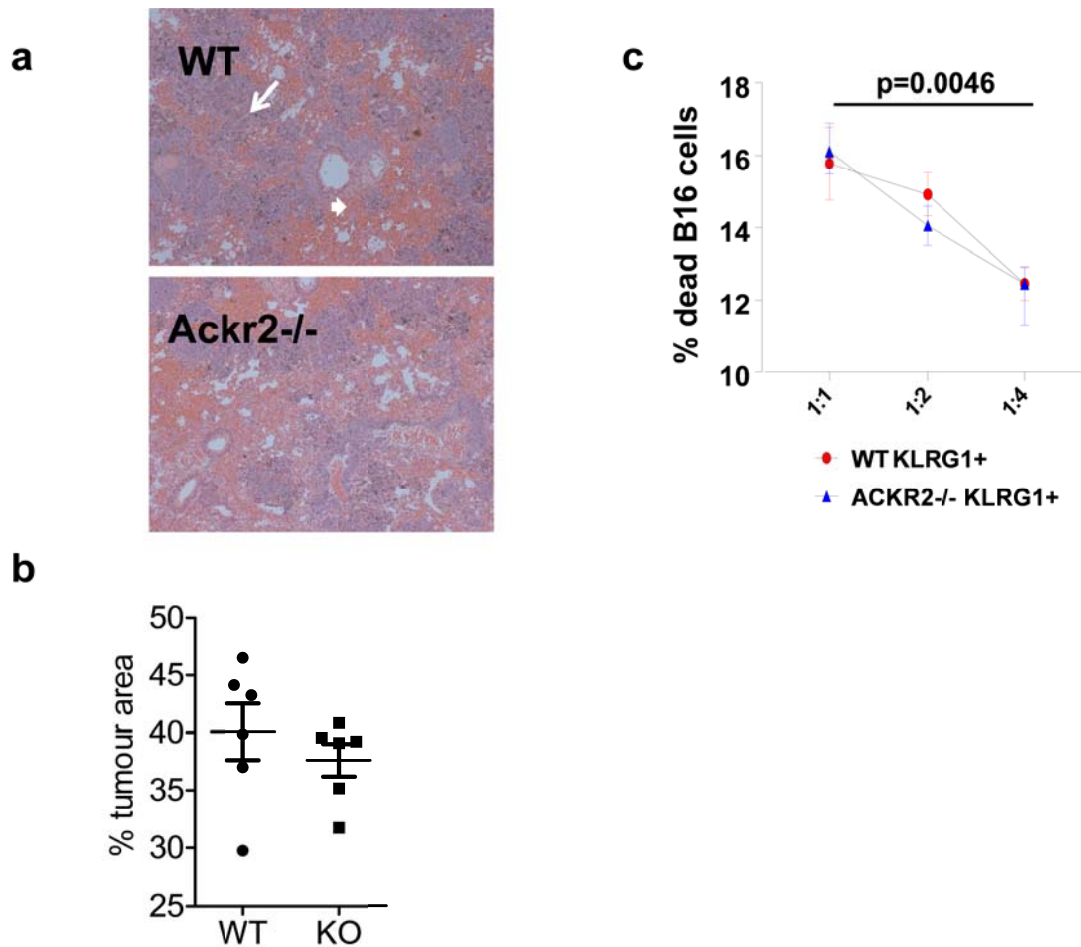 a
WT
Ackr2-/-
b
50
45
40
35
30
25
% tumour area
WT KO
c
p=0.0046
18
16
14
12
10
% dead B16 cells
1:1 1:2 1:4
WT KLRG1+
ACKR2-/- KLRG1+